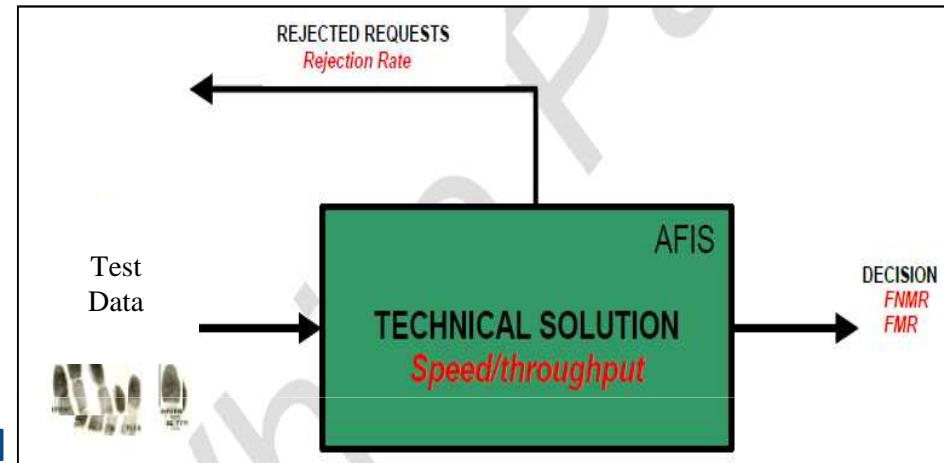 REJECTED REQUESTS
Rejection Rate
AFIS
Test
Data
TECHNICAL SOLUTION
Speed/throughput
DECISION
FNMR
FMR